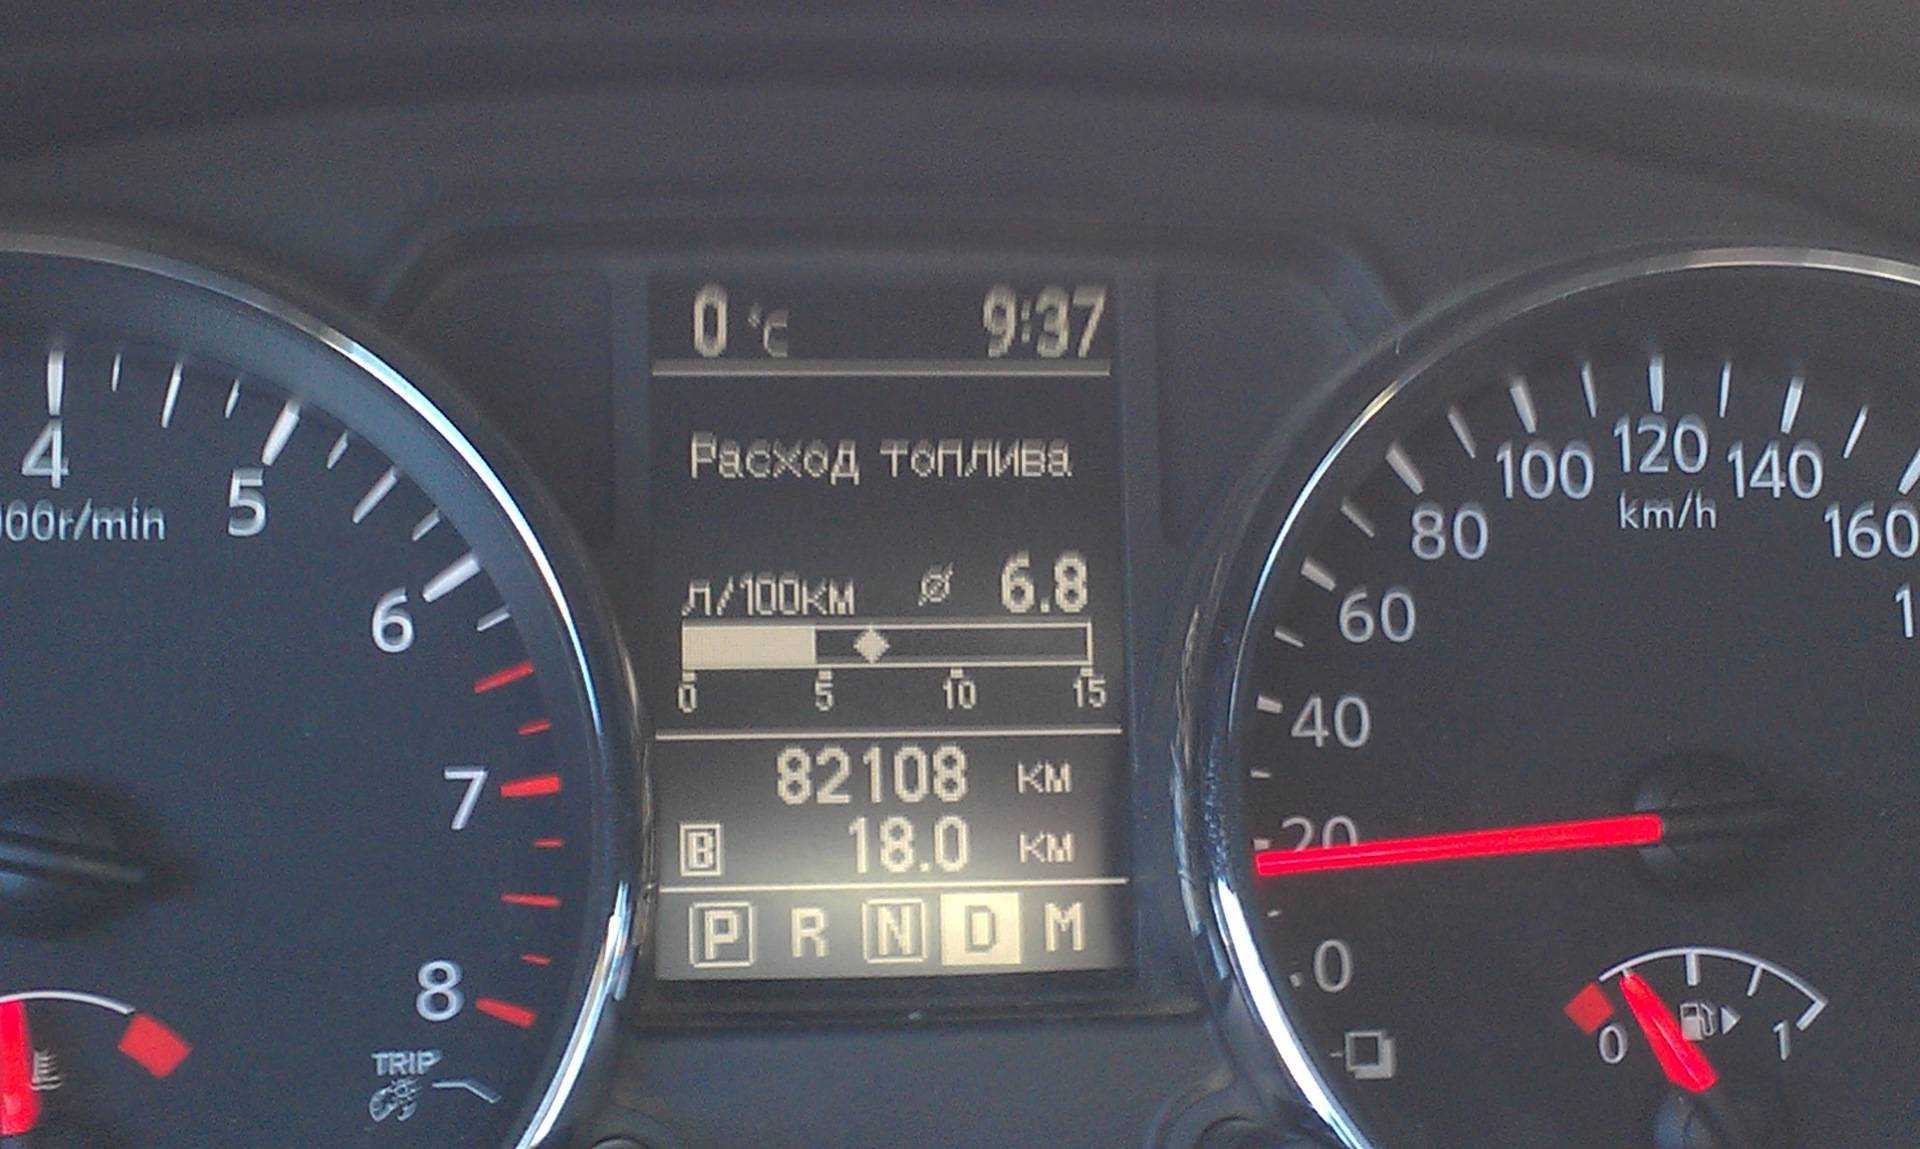 0 °C 9:37
Расход топлива
л/100км ⌀ 6.8
0 5 10 15
82108 км
B 18.0 км
P R N D M
4 5 6 7 8
000r/min
TRIP
0 20 40 60 80 100 120 140 160
km/h
0 1